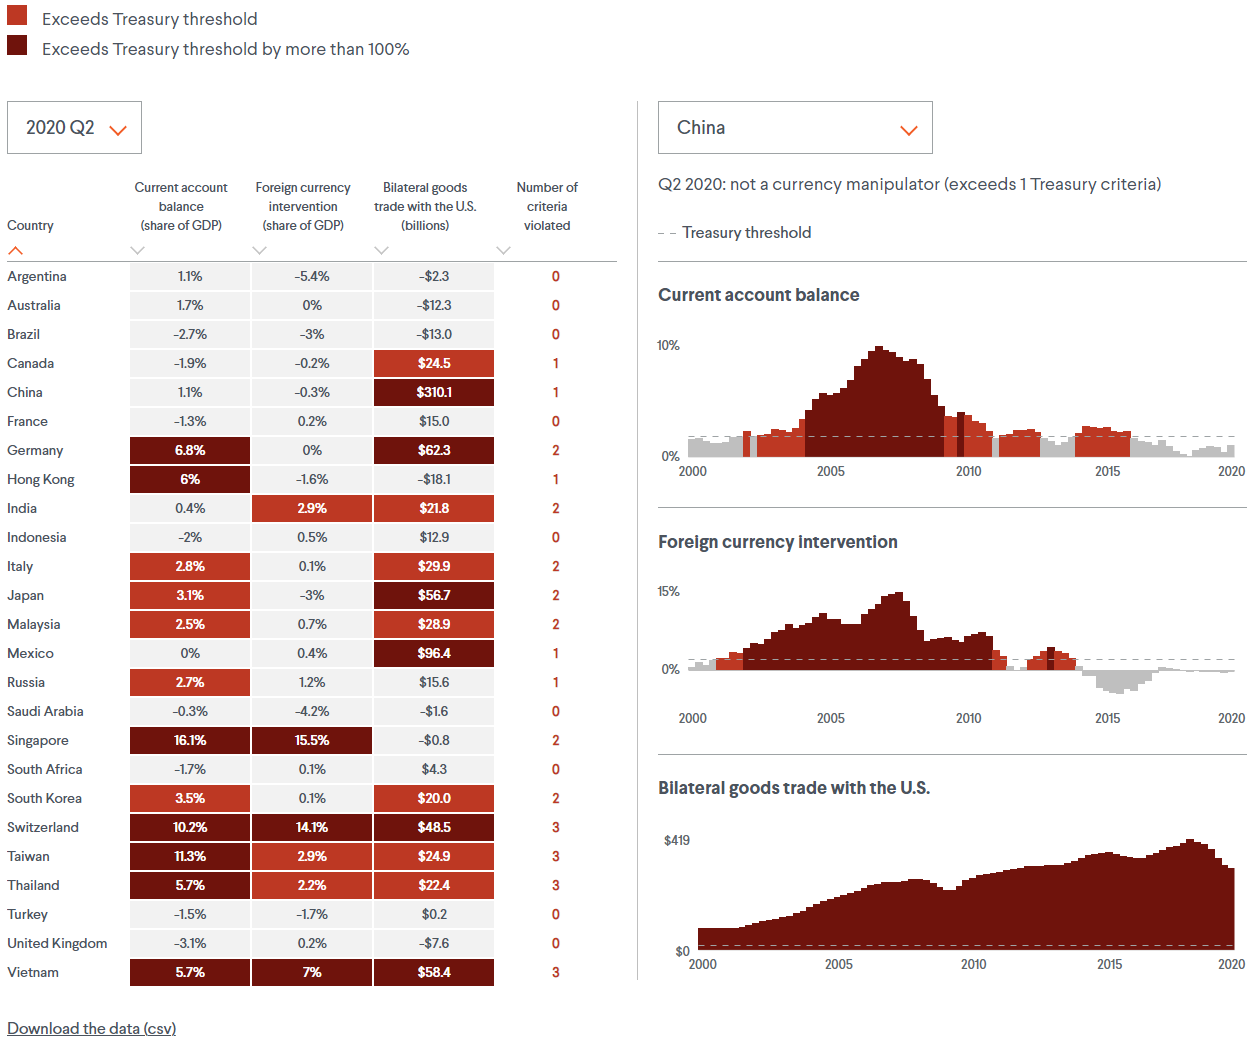 Exceeds Treasury threshold
Exceeds Treasury threshold by more than 100%
2020 Q2
Country
Current account balance (share of GDP)
Foreign currency intervention (share of GDP)
Bilateral goods trade with the U.S. (billions)
Number of criteria violated
Argentina 1.1% -5.4% -$2.3 0
Australia 1.7% 0% -$12.3 0
Brazil -2.7% -3% -$13.0 0
Canada -1.9% -0.2% $24.5 1
China 1.1% -0.3% $310.1 1
France -1.3% 0.2% $15.0 0
Germany 6.8% 0% $62.3 2
Hong Kong 6% -1.6% -$18.1 1
India 0.4% 2.9% $21.8 2
Indonesia -2% 0.5% $12.9 0
Italy 2.8% 0.1% $29.9 2
Japan 3.1% -3% $56.7 2
Malaysia 2.5% 0.7% $28.9 2
Mexico 0% 0.4% $96.4 1
Russia 2.7% 1.2% $15.6 1
Saudi Arabia -0.3% -4.2% -$1.6 0
Singapore 16.1% 15.5% -$0.8 2
South Africa -1.7% 0.1% $4.3 0
South Korea 3.5% 0.1% $20.0 2
Switzerland 10.2% 14.1% $48.5 3
Taiwan 11.3% 2.9% $24.9 3
Thailand 5.7% 2.2% $22.4 3
Turkey -1.5% -1.7% $0.2 0
United Kingdom -3.1% 0.2% -$7.6 0
Vietnam 5.7% 7% $58.4 3
Download the data (csv)
China
Q2 2020: not a currency manipulator (exceeds 1 Treasury criteria)
-- Treasury threshold
Current account balance
10%
0%
2000 2005 2010 2015 2020
Foreign currency intervention
15%
0%
2000 2005 2010 2015 2020
Bilateral goods trade with the U.S.
$419
$0
2000 2005 2010 2015 2020